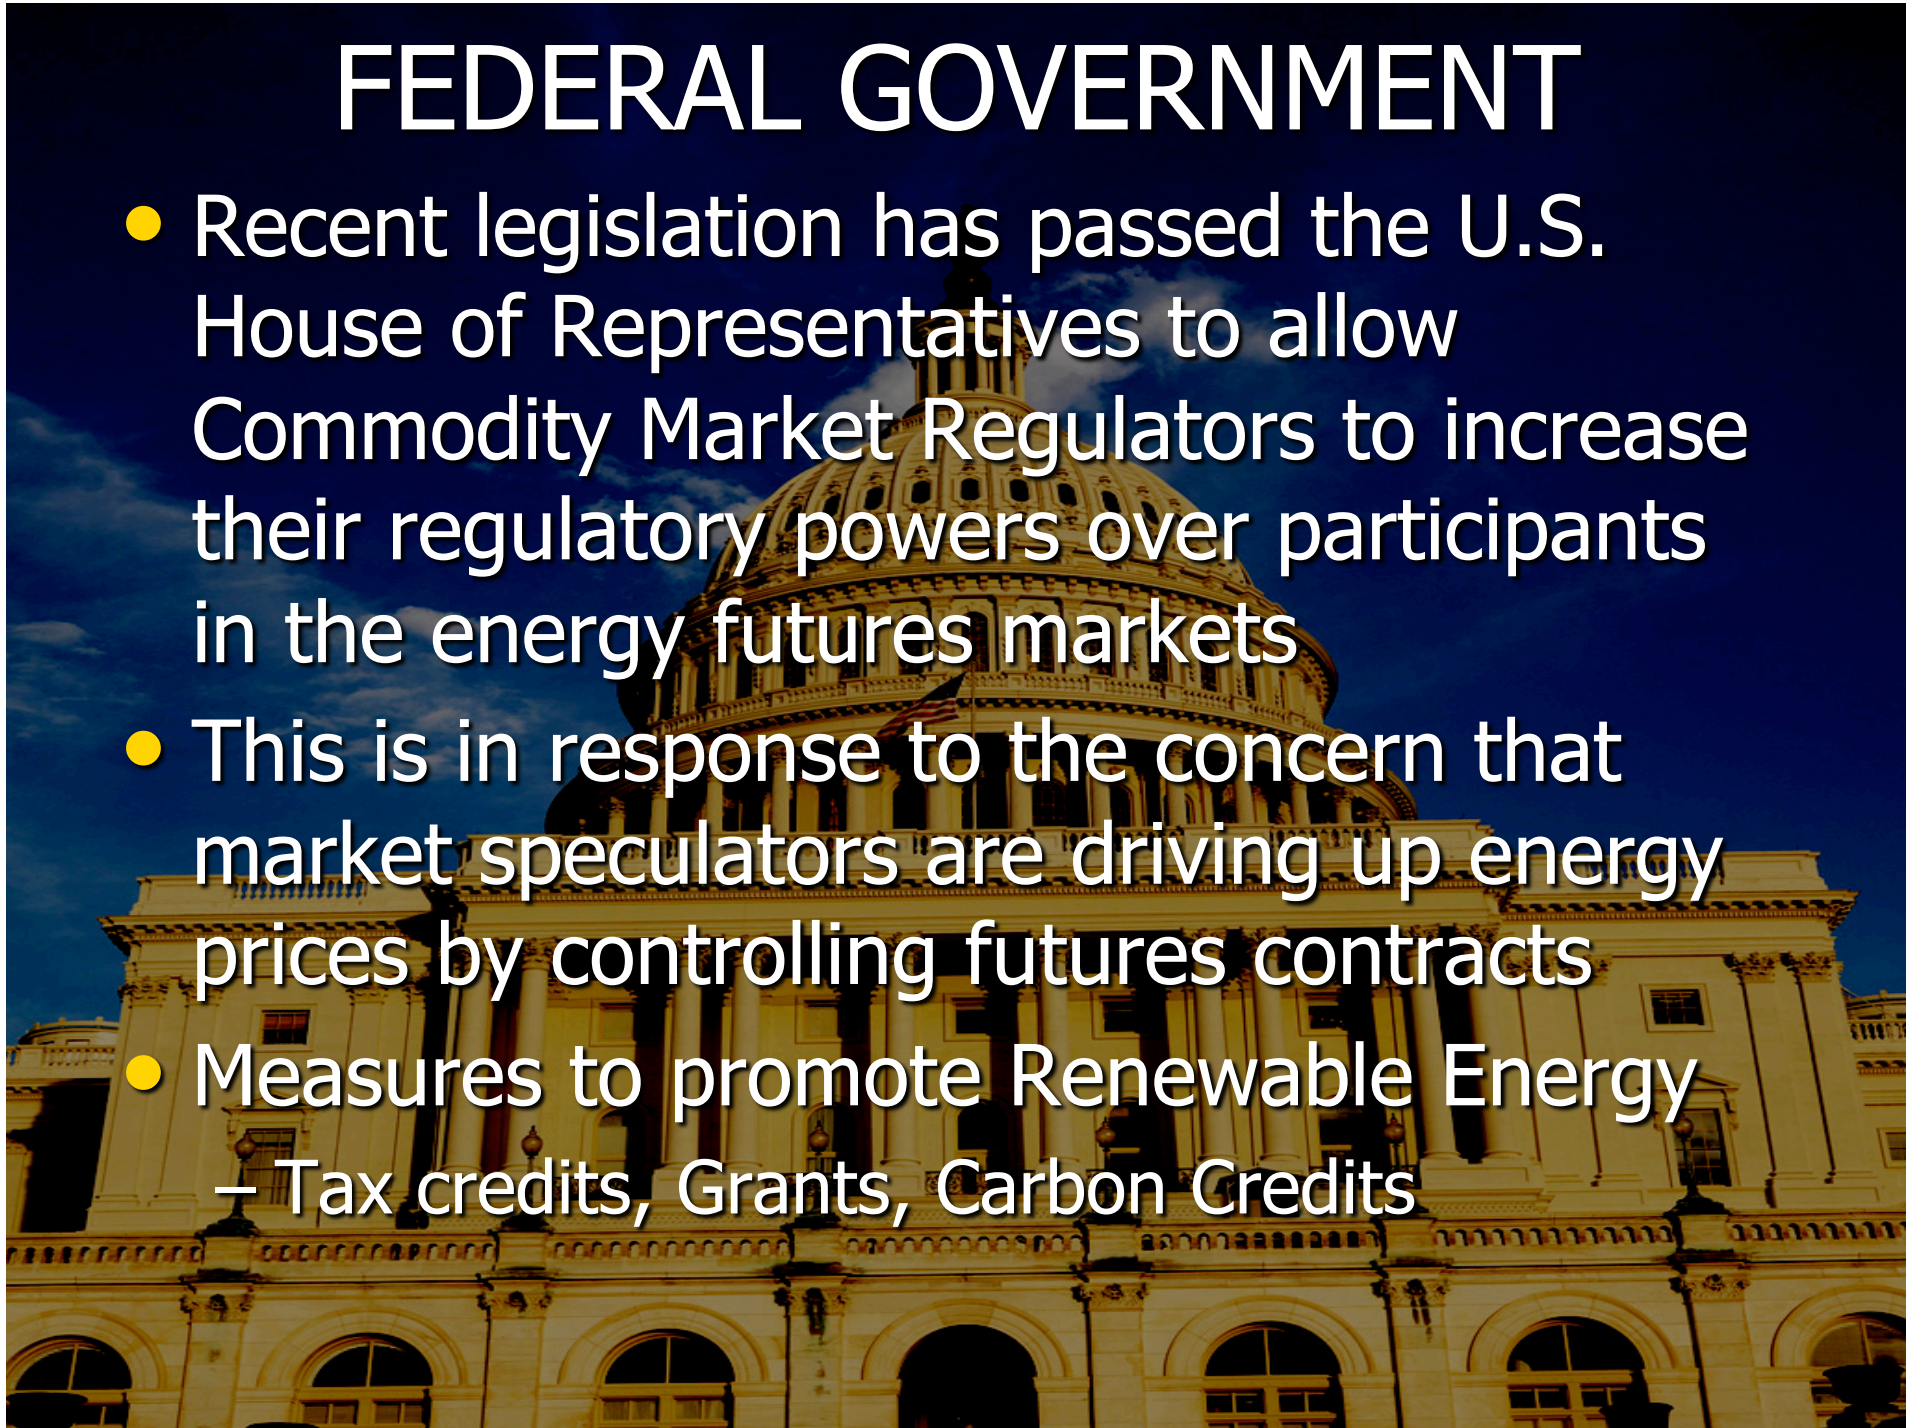 FEDERAL GOVERNMENT
• Recent legislation has passed the U.S.
House of Representatives to allow
Commodity Market Regulators to increase
their regulatory powers over participants
in the energy futures markets
• This is in response to the concern that
market speculators are driving up energy
prices by controlling futures contracts
• Measures to promote Renewable Energy
– Tax credits, Grants, Carbon Credits